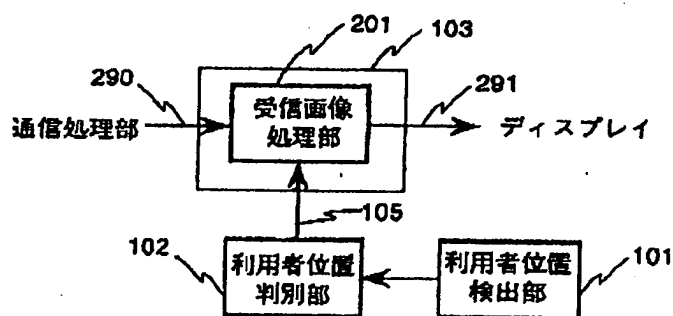 201
103
290
291
受信画像
処理部
通信処理部
ディスプレイ
105
102
利用者位置
判別部
利用者位置
検出部
101